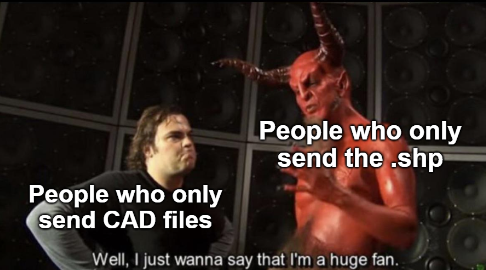 People who only
send the .shp
People who only
send CAD files
Well, I just wanna say that I'm a huge fan.